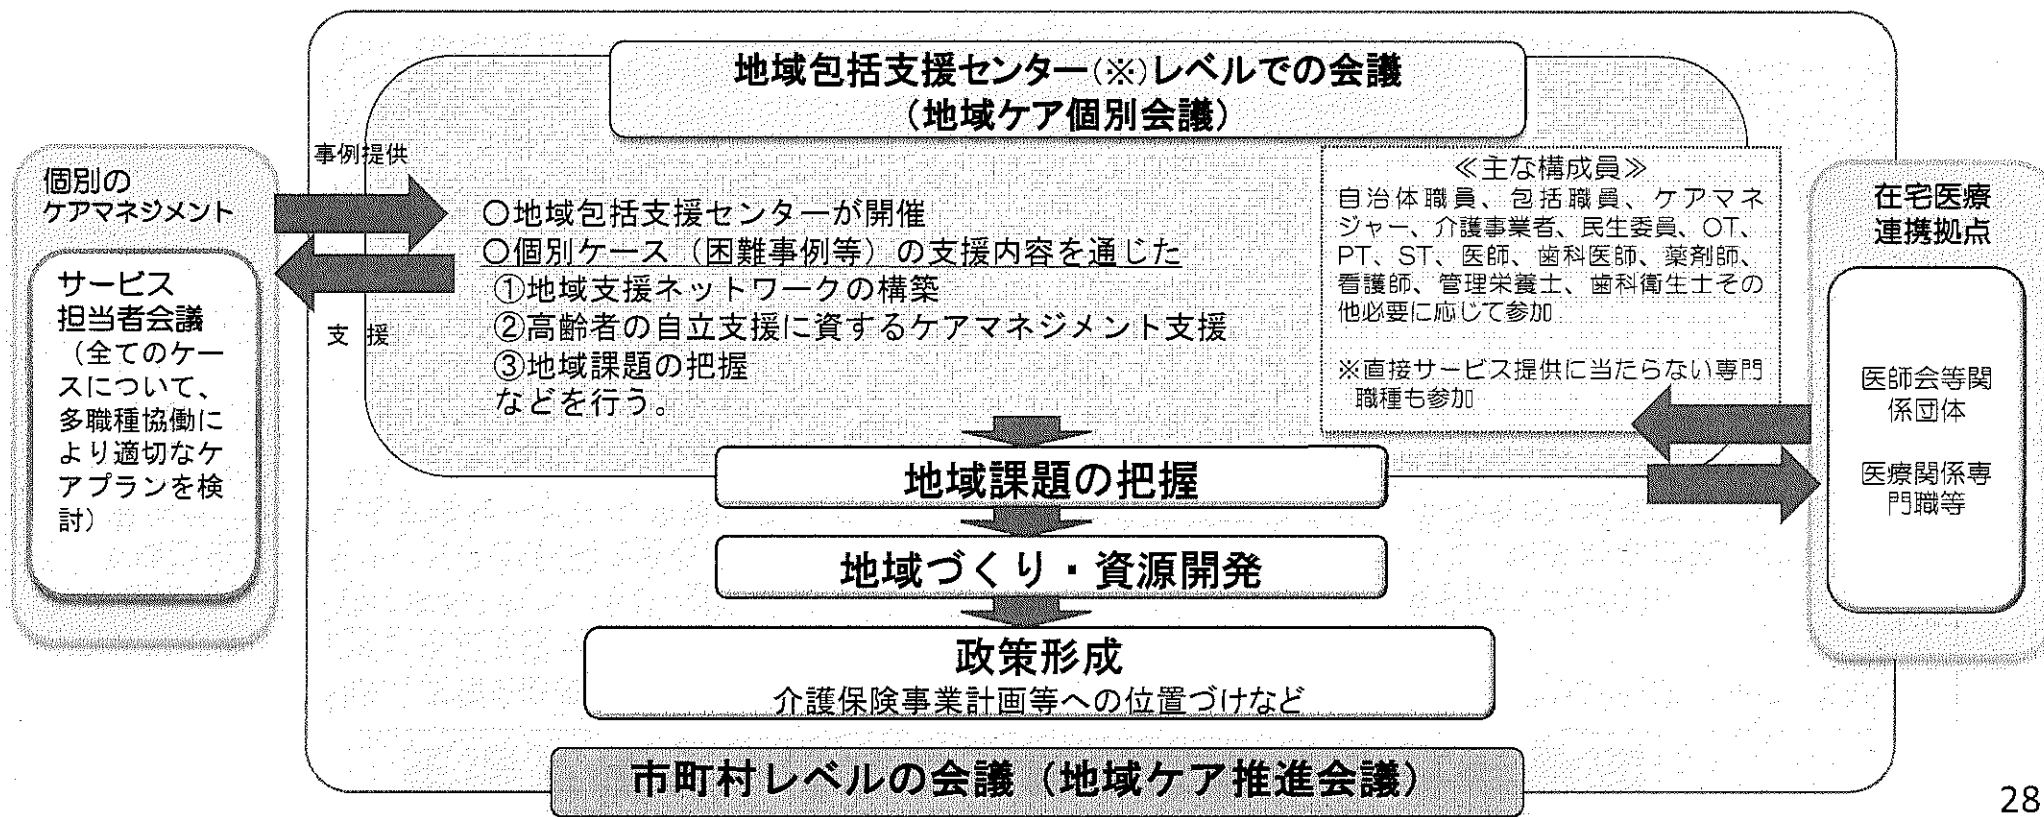 地域包括支援センター(※)レベルでの会議
(地域ケア個別会議)
個別の
ケアマネジメント
サービス
担当者会議
（全てのケー
スについて、
多職種協働に
より適切なケ
アプランを検
討）
事例提供
支 援
○地域包括支援センターが開催
○個別ケース（困難事例等）の支援内容を通じた
①地域支援ネットワークの構築
②高齢者の自立支援に資するケアマネジメント支援
③地域課題の把握
などを行う。
≪主な構成員≫
自治体職員、包括職員、ケアマネ
ジャー、介護事業者、民生委員、OT、
PT、ST、医師、歯科医師、薬剤師、
看護師、管理栄養士、歯科衛生士その
他必要に応じて参加
※直接サービス提供に当たらない専門
職種も参加
在宅医療
連携拠点
医師会等関
係団体
医療関係専
門職等
地域課題の把握
地域づくり・資源開発
政策形成
介護保険事業計画等への位置づけなど
市町村レベルの会議（地域ケア推進会議）
28